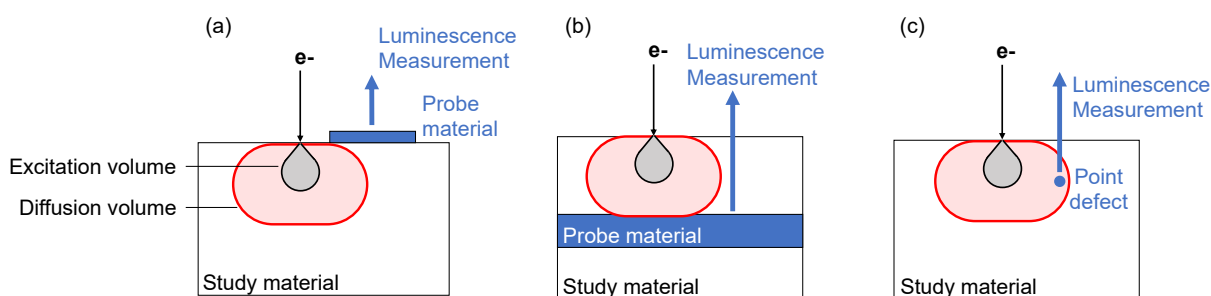 (a)
e-
Luminescence
Measurement
Probe
material
Excitation volume
Diffusion volume
Study material
(b)
e-
Luminescence
Measurement
Probe material
Study material
(c)
e-
Luminescence
Measurement
Point
defect
Study material